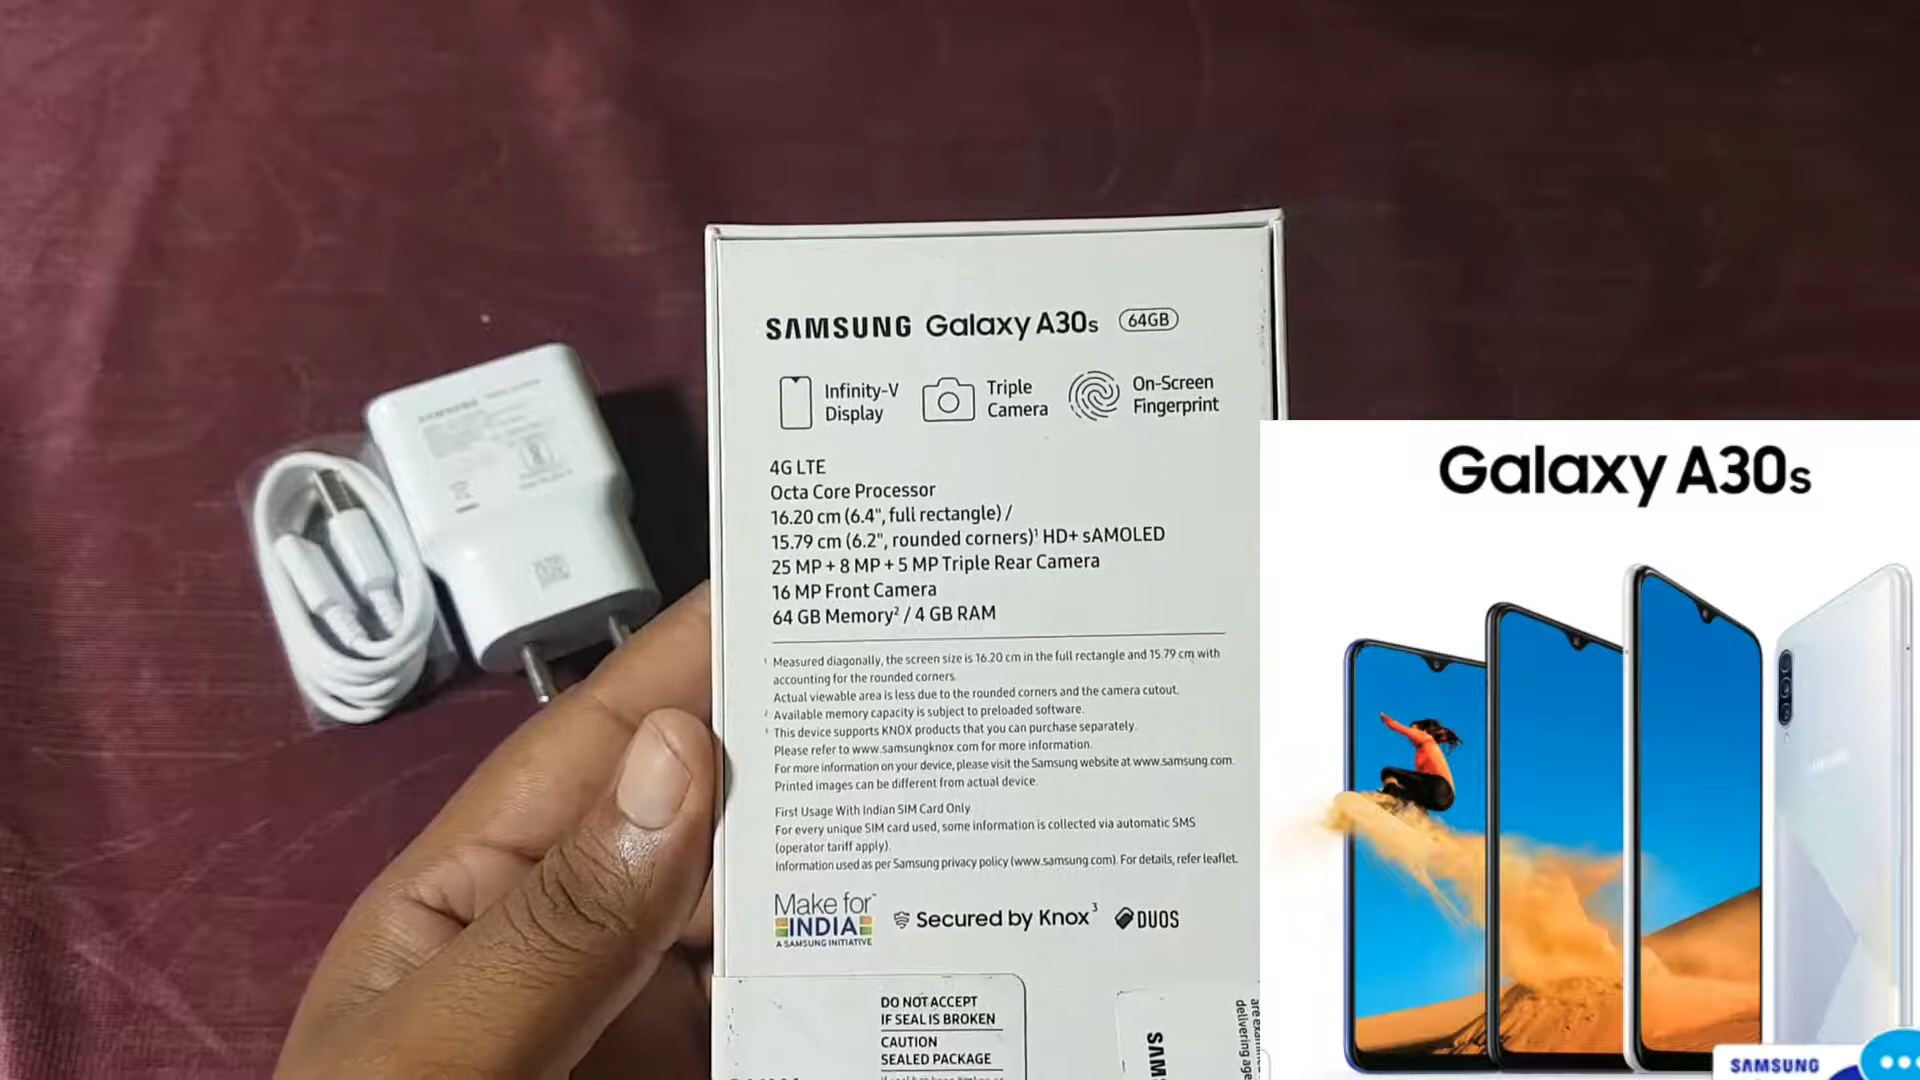 SAMSUNG Galaxy A30s 64GB
Infinity-V
Display
Triple
Camera
On-Screen
Fingerprint
4G LTE
Octa Core Processor
16.20 cm (6.4", full rectangle) /
15.79 cm (6.2", rounded corners)¹ HD+ sAMOLED
25 MP + 8 MP + 5 MP Triple Rear Camera
16 MP Front Camera
64 GB Memory² / 4 GB RAM
¹ Measured diagonally, the screen size is 16.20 cm in the full rectangle and 15.79 cm with
accounting for the rounded corners.
Actual viewable area is less due to the rounded corners and the camera cutout.
² Available memory capacity is subject to preloaded software.
³ This device supports KNOX products that you can purchase separately.
Please refer to www.samsungknox.com for more information.
For more information on your device, please visit the Samsung website at www.samsung.com.
Printed images can be different from actual device.
First Usage With Indian SIM Card Only
For every unique SIM card used, some information is collected via automatic SMS
(operator tariff apply).
Information used as per Samsung privacy policy (www.samsung.com). For details, refer leaflet.
Make for™
INDIA
A SAMSUNG INITIATIVE
Secured by Knox³
DUOS
DO NOT ACCEPT
IF SEAL IS BROKEN
CAUTION
SEALED PACKAGE
SAM
delivering age
SAMSUNG
Galaxy A30s
SAMSUNG